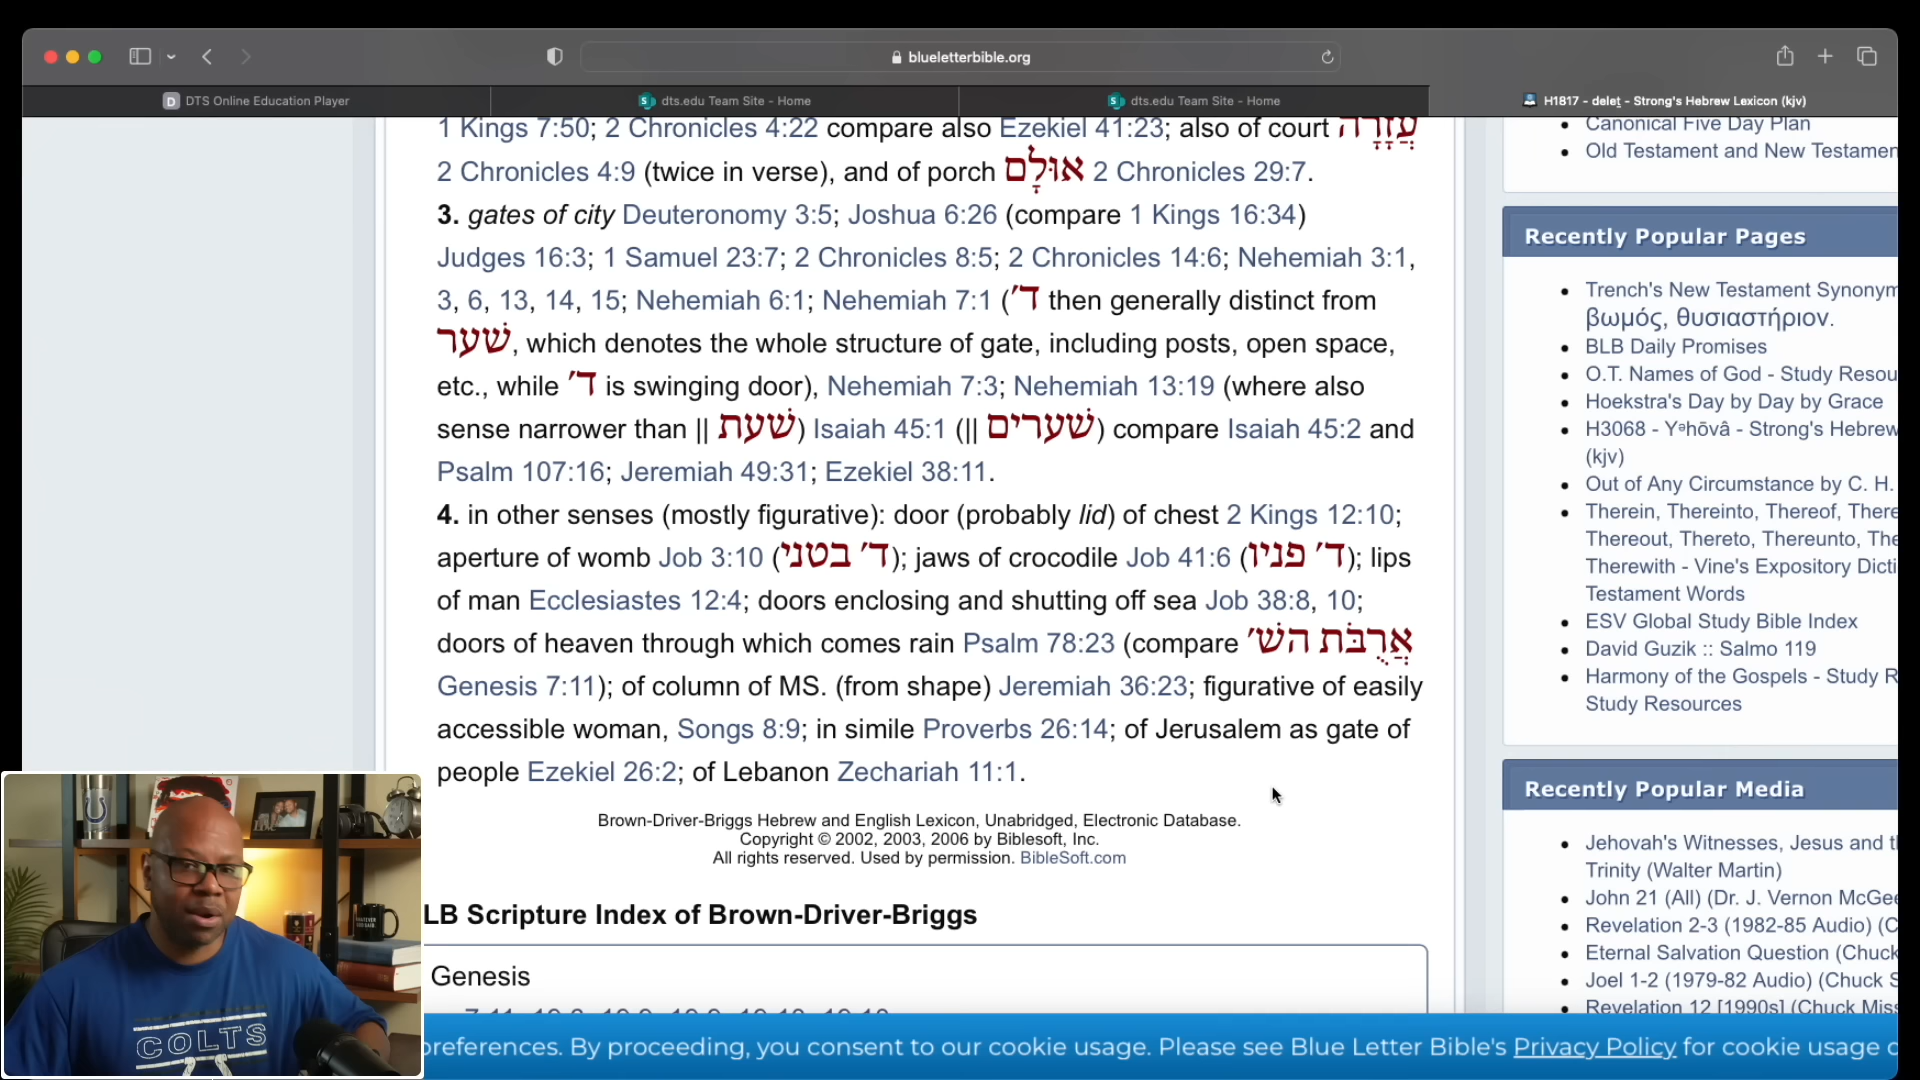 blueletterbible.org
DTS Online Education Player
dts.edu Team Site - Home
dts.edu Team Site - Home
H1817 - deleṯ - Strong's Hebrew Lexicon (kjv)
1 Kings 7:50; 2 Chronicles 4:22 compare also Ezekiel 41:23; also of court עֲזָרָה
2 Chronicles 4:9 (twice in verse), and of porch אוּלָם 2 Chronicles 29:7.
3. gates of city Deuteronomy 3:5; Joshua 6:26 (compare 1 Kings 16:34)
Judges 16:3; 1 Samuel 23:7; 2 Chronicles 8:5; 2 Chronicles 14:6; Nehemiah 3:1,
3, 6, 13, 14, 15; Nehemiah 6:1; Nehemiah 7:1 (ד׳ then generally distinct from
שׁער, which denotes the whole structure of gate, including posts, open space,
etc., while ד׳ is swinging door), Nehemiah 7:3; Nehemiah 13:19 (where also
sense narrower than || שׁעת) Isaiah 45:1 (|| שׁערים) compare Isaiah 45:2 and
Psalm 107:16; Jeremiah 49:31; Ezekiel 38:11.
4. in other senses (mostly figurative): door (probably lid) of chest 2 Kings 12:10;
aperture of womb Job 3:10 (ד׳ בטני); jaws of crocodile Job 41:6 (ד׳ פניו); lips
of man Ecclesiastes 12:4; doors enclosing and shutting off sea Job 38:8, 10;
doors of heaven through which comes rain Psalm 78:23 (compare אֲרֻבֹּת השׁ׳
Genesis 7:11); of column of MS. (from shape) Jeremiah 36:23; figurative of easily
accessible woman, Songs 8:9; in simile Proverbs 26:14; of Jerusalem as gate of
people Ezekiel 26:2; of Lebanon Zechariah 11:1.
Brown-Driver-Briggs Hebrew and English Lexicon, Unabridged, Electronic Database.
Copyright © 2002, 2003, 2006 by Biblesoft, Inc.
All rights reserved. Used by permission. BibleSoft.com
LB Scripture Index of Brown-Driver-Briggs
Genesis
Canonical Five Day Plan
Old Testament and New Testamen
Recently Popular Pages
Trench's New Testament Synonym
βωμός, θυσιαστήριον.
BLB Daily Promises
O.T. Names of God - Study Resou
Hoekstra's Day by Day by Grace
H3068 - Yᵊhōvâ - Strong's Hebrew
(kjv)
Out of Any Circumstance by C. H.
Therein, Thereinto, Thereof, There
Thereout, Thereto, Thereunto, The
Therewith - Vine's Expository Dicti
Testament Words
ESV Global Study Bible Index
David Guzik :: Salmo 119
Harmony of the Gospels - Study R
Study Resources
Recently Popular Media
Jehovah's Witnesses, Jesus and t
Trinity (Walter Martin)
John 21 (All) (Dr. J. Vernon McGee
Revelation 2-3 (1982-85 Audio) (C
Eternal Salvation Question (Chuck
Joel 1-2 (1979-82 Audio) (Chuck S
Revelation 12 [1990s] (Chuck Miss
preferences. By proceeding, you consent to our cookie usage. Please see Blue Letter Bible's Privacy Policy for cookie usage
COLTS